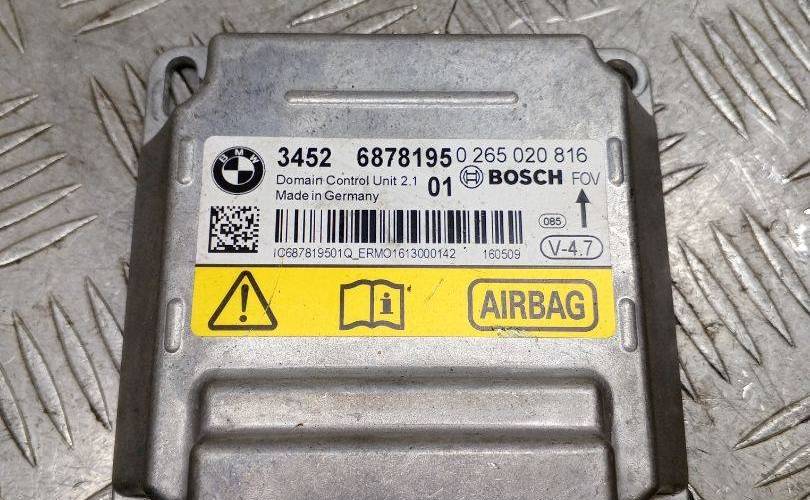 BMW
3452 6878195 0 265 020 816
Domain Control Unit 2.1 01 BOSCH FOV
Made in Germany
085
IC687819501Q_ERMO1613000142 160509 V-4.7
AIRBAG